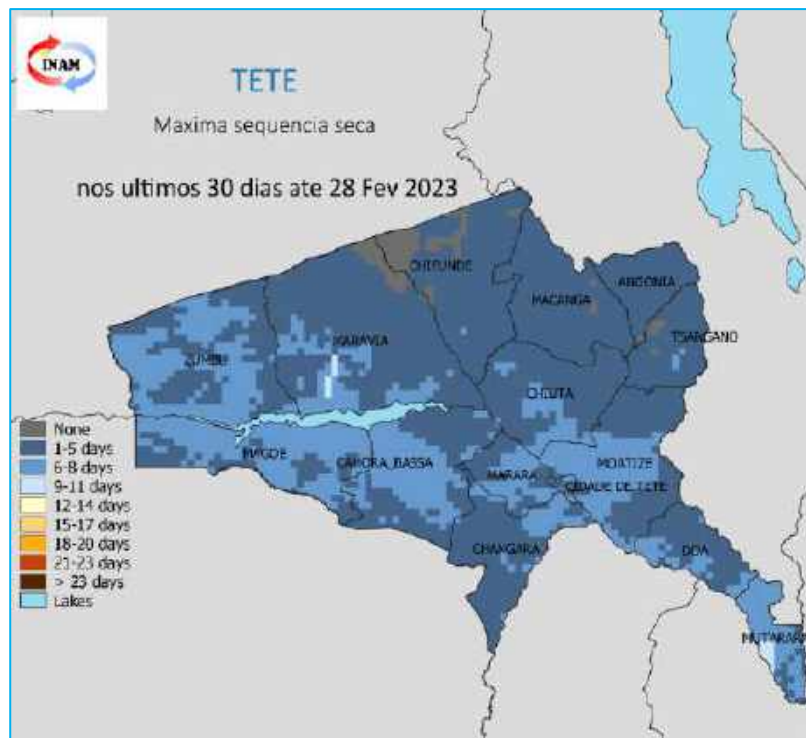 INAM
TETE
Maxima sequencia seca
nos ultimos 30 dias ate 28 Fev 2023
CHIFUNDE
MACANGA
ANGONIA
TSANGANO
ZUMBU
MARAVIA
CHIUTA
MAGOE
CAHORA_BASSA
MARARA
MOATIZE
CIDADE DE TETE
CHANGARA
DOA
MUTARARA
None
1-5 days
6-8 days
9-11 days
12-14 days
15-17 days
18-20 days
21-23 days
> 23 days
Lakes